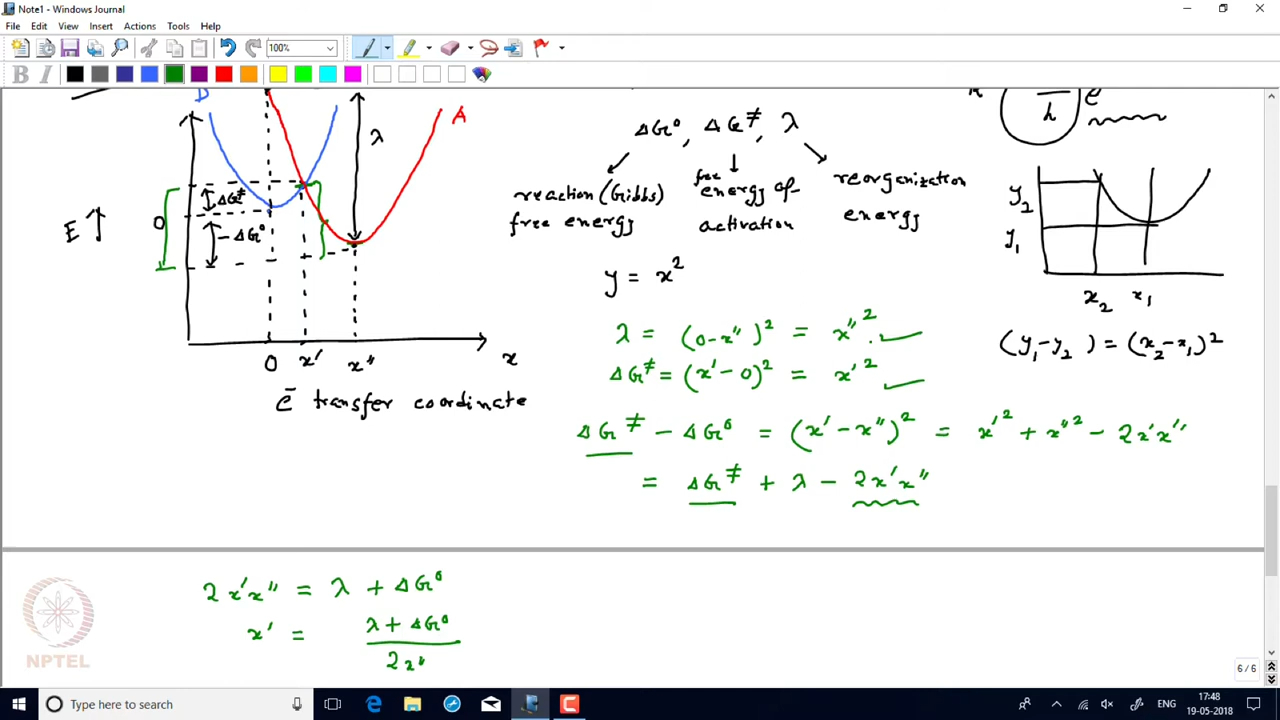 Note1 - Windows Journal
File Edit View Insert Actions Tools Help
100%
B I
D
A
λ
ΔG≠
-ΔG°
0
E ↑
0 x' x'' x
ē transfer coordinate
ΔG°, ΔG≠, λ
reaction (Gibbs) free energy
free energy of activation
reorganization energy
y = x²
λ = (0-x'')² = x''²
ΔG≠ = (x'-0)² = x'²
ΔG≠ - ΔG° = (x'-x'')² = x'² + x''² - 2x'x''
= ΔG≠ + λ - 2x'x''
h
e
y₂
y₁
x₂ x₁
(y₁-y₂) = (x₂-x₁)²
2x'x'' = λ + ΔG°
x' = λ + ΔG°
2x''
NPTEL
6/6
Type here to search
17:48
19-05-2018